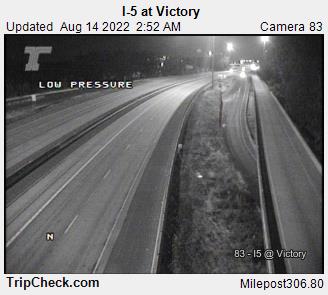 I-5 at Victory
Updated Aug 14 2022 2:52 AM Camera 83
T
LOW PRESSURE
N
83 - I5 @ Victory
TripCheck.com Milepost306.80